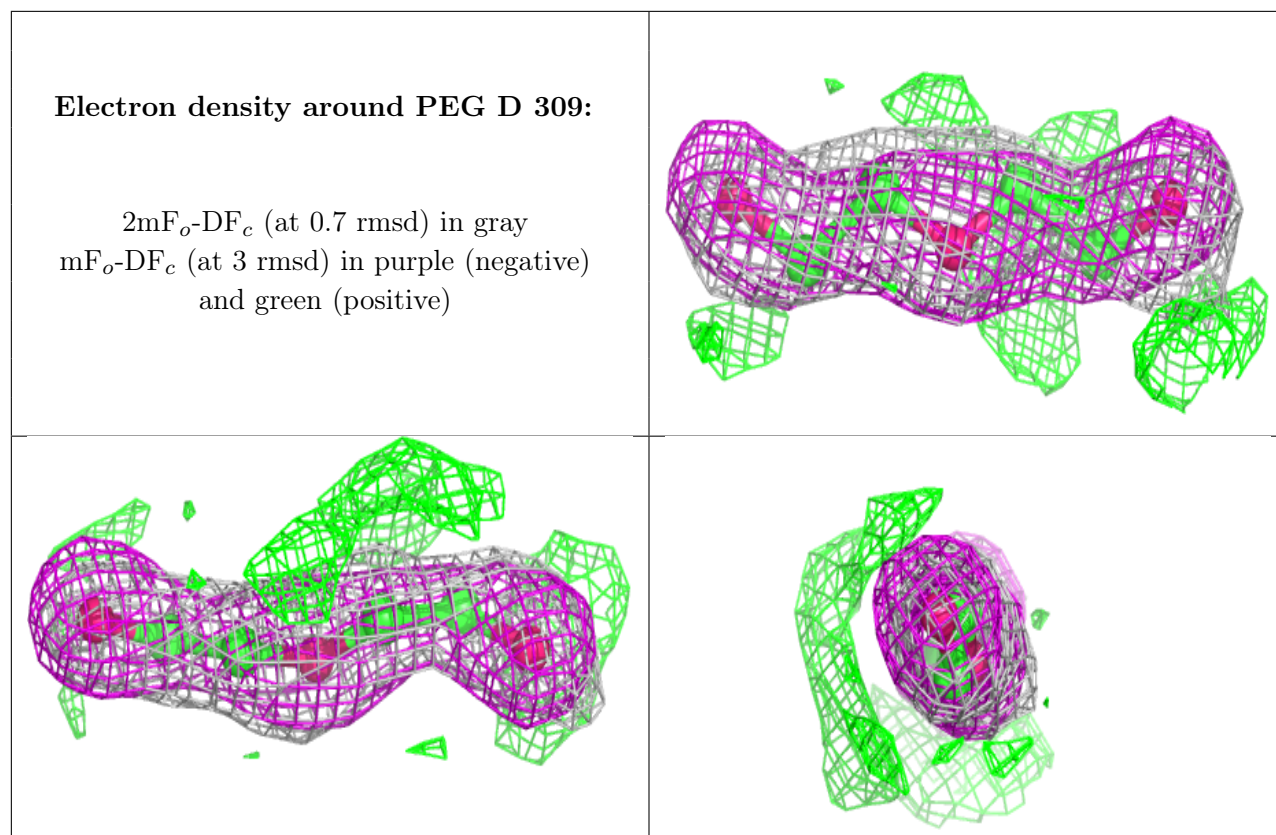 Electron density around PEG D 309:
2mFo-DFc (at 0.7 rmsd) in gray
mFo-DFc (at 3 rmsd) in purple (negative)
and green (positive)